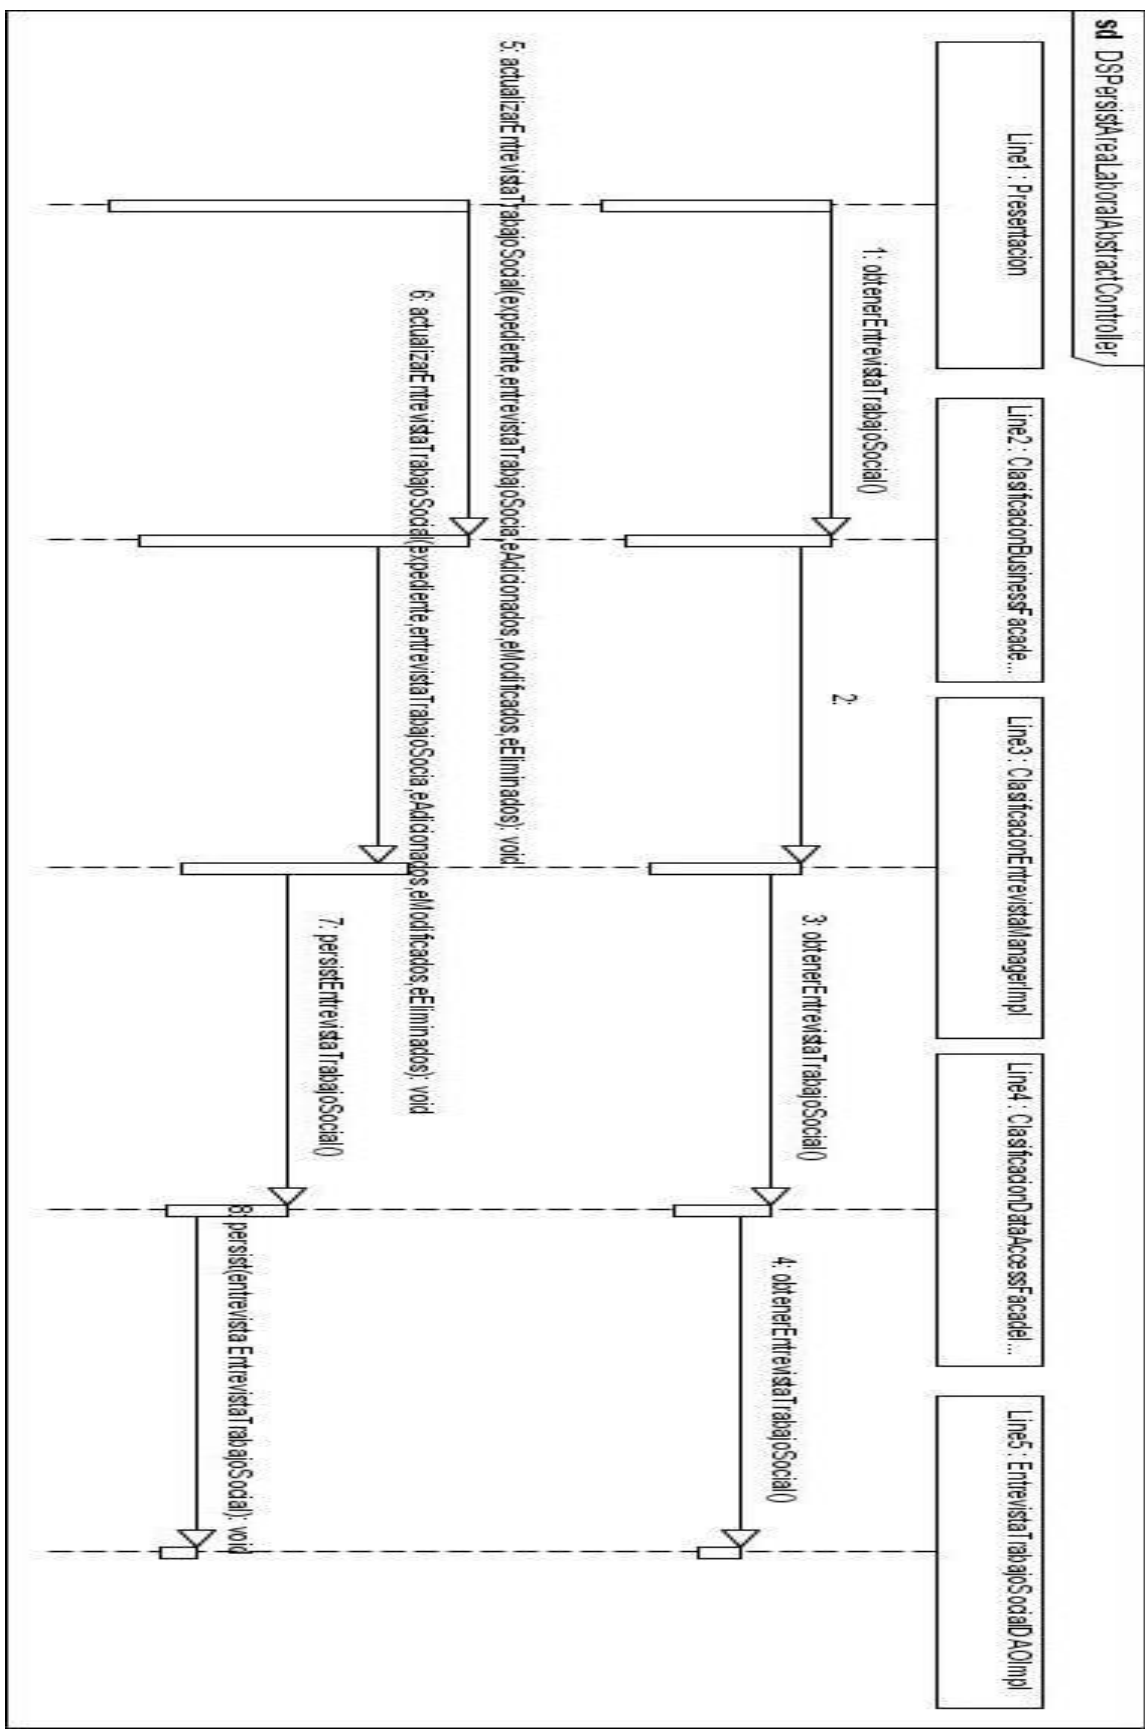 sd DSPersistAreaLaboralAbstractController
Line1 : Presentacion
Line2 : ClasificacionBusinessFacade...
Line3 : ClasificacionEntrevistaManagerImpl
Line4 : ClasificacionDataAccessFacadeI...
Line5 : EntrevistaTrabajoSocialDAOImpl
1: obtenerEntrevistaTrabajoSocial()
2:
3: obtenerEntrevistaTrabajoSocial()
4: obtenerEntrevistaTrabajoSocial()
5: actualizarEntrevistaTrabajoSocial(expediente,entrevistaTrabajoSocia,eAdicionados,eModificados,eEliminados): void
6: actualizarEntrevistaTrabajoSocial(expediente,entrevistaTrabajoSocia,eAdicionados,eModificados,eEliminados): void
7: persistEntrevistaTrabajoSocial()
8: persist(entrevista EntrevistaTrabajoSocial): void